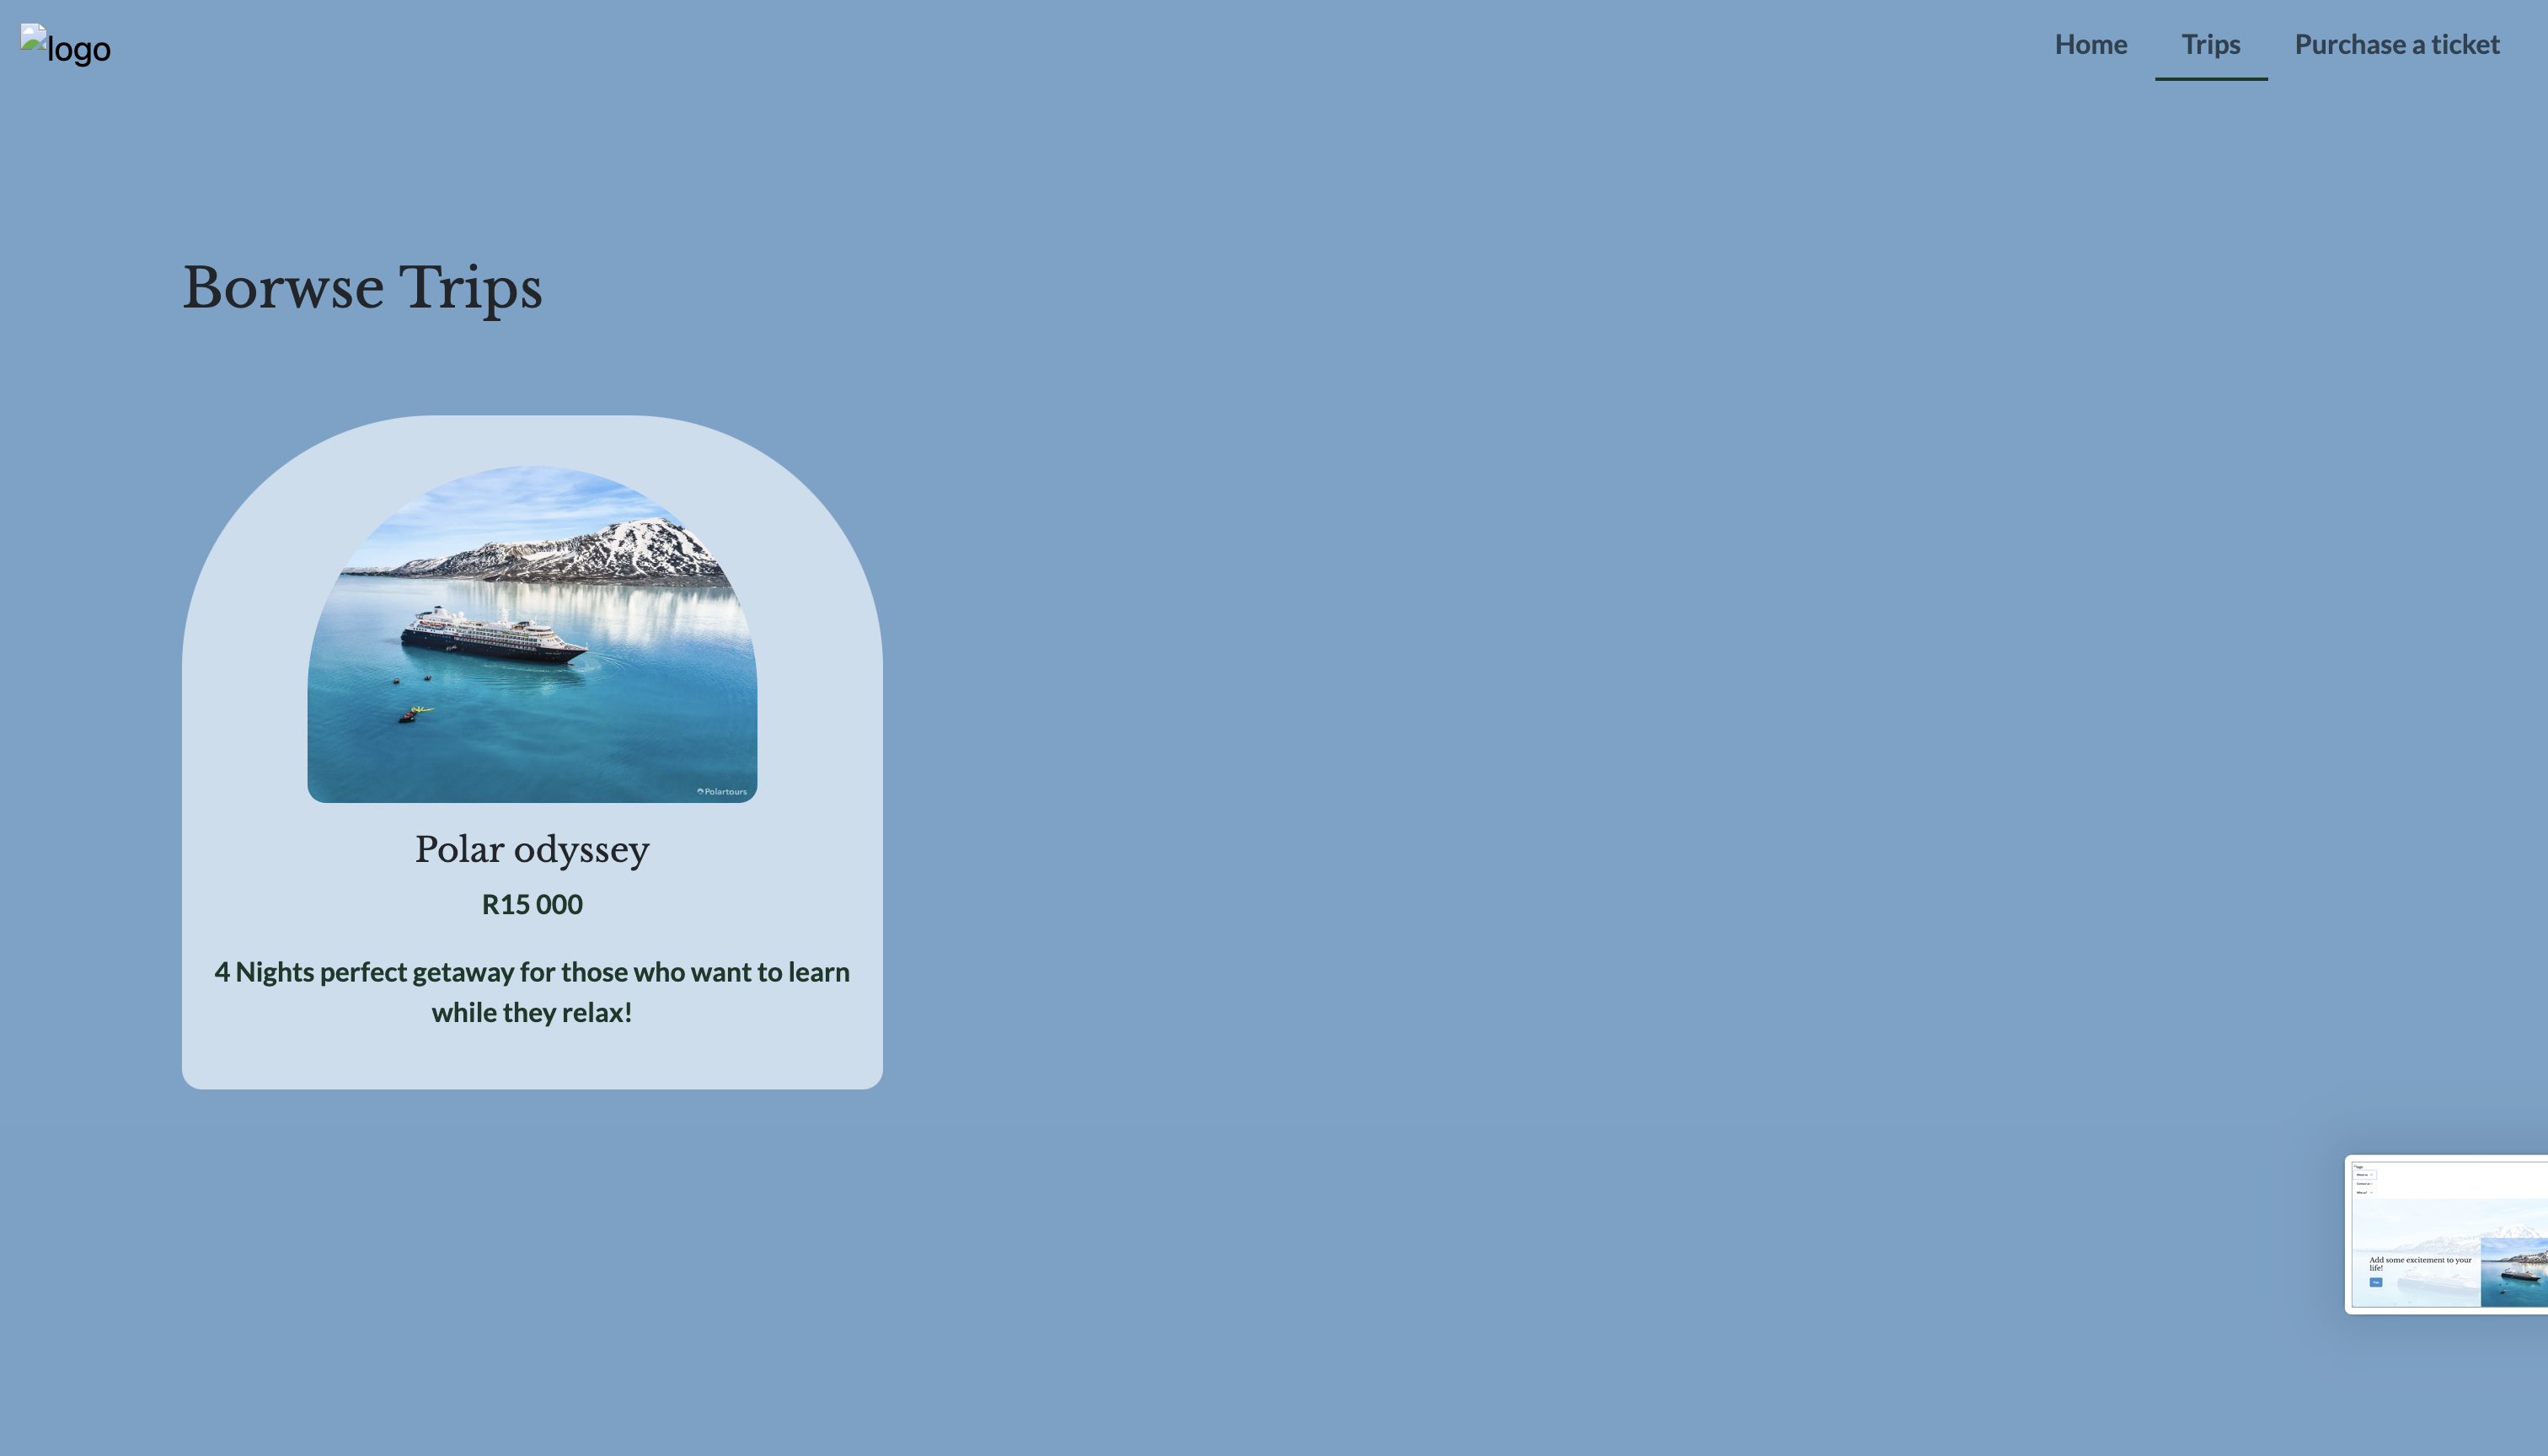 logo
Home Trips Purchase a ticket
Borwse Trips
Polartours
Polar odyssey
R15 000
4 Nights perfect getaway for those who want to learn
while they relax!
Add some excitement to your
life!